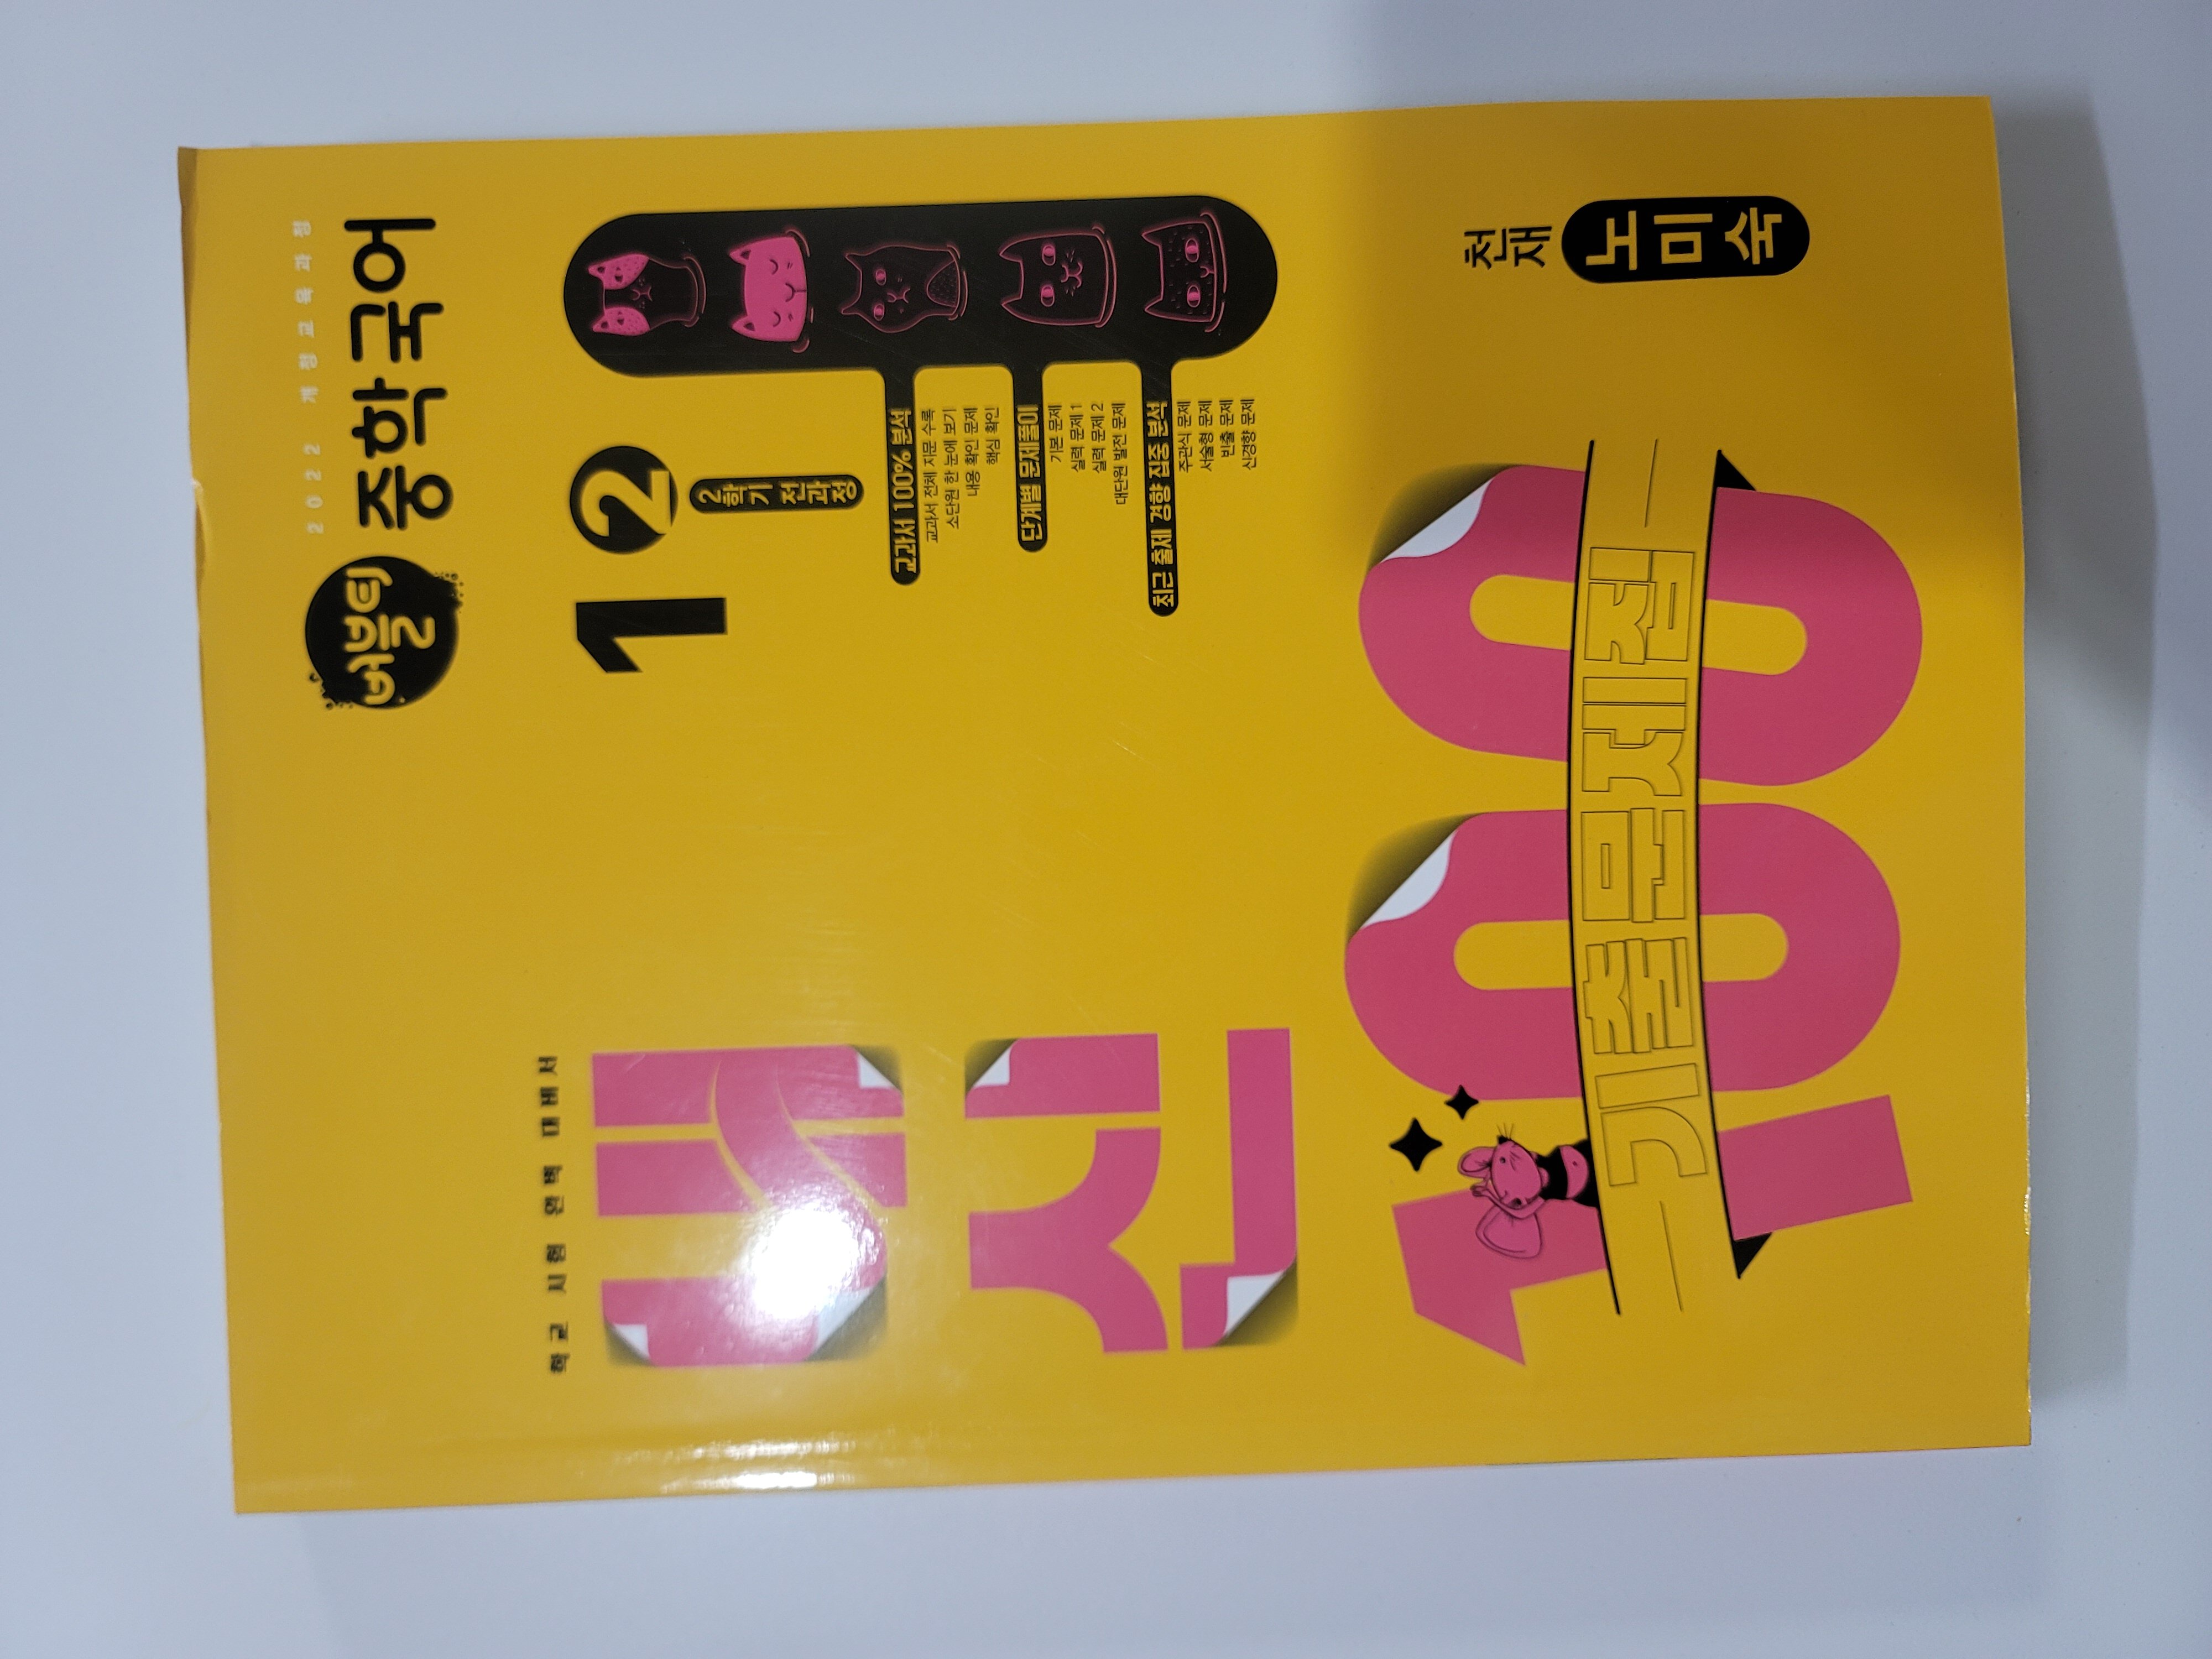 2022 개정교육과정
버블티 중학국어
학교 시험 완벽 대비서
1 2
2학기 전과정
교과서 100% 분석
교과서 전체 지문 수록
소단원 한 눈에 보기
내용 확인 문제
핵심 확인
단계별 문제풀이
기본 문제
실력 문제 1
실력 문제 2
대단원 발전 문제
최근 출제 경향 집중 분석
주관식 문제
서술형 문제
빈출 문제
신경향 문제
백신
100
기출문제집
천재
노미숙